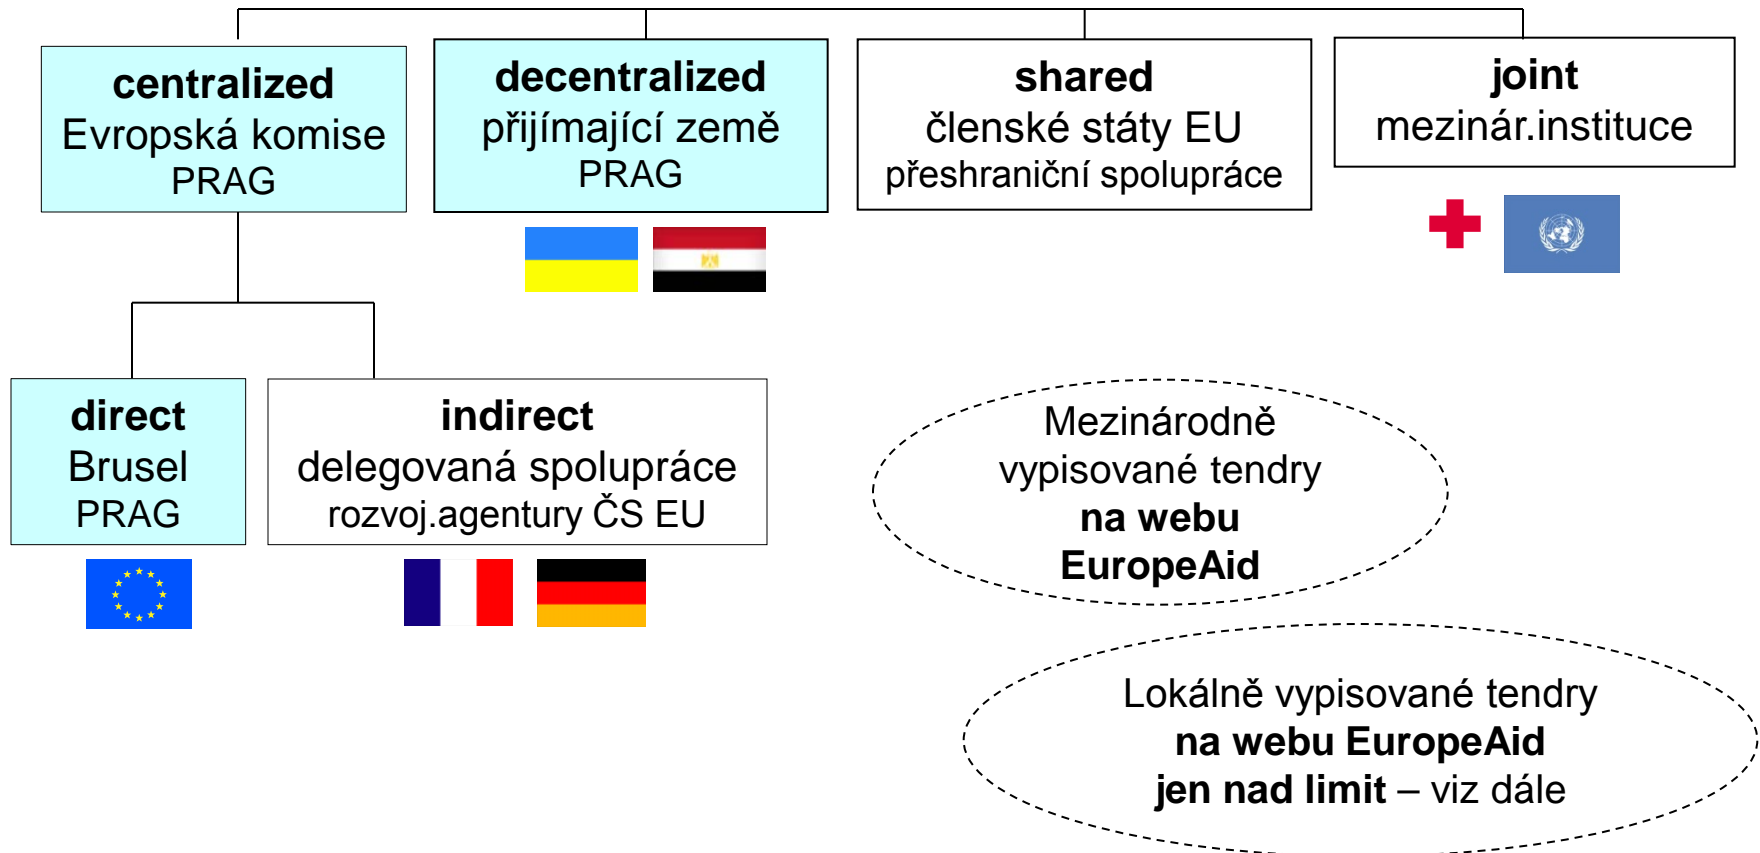 centralized
Evropská komise
PRAG
decentralized
přijímající země
PRAG
shared
členské státy EU
přeshraniční spolupráce
joint
mezinár.instituce
direct
Brusel
PRAG
indirect
delegovaná spolupráce
rozvoj.agentury ČS EU
Mezinárodně
vypisované tendry
na webu
EuropeAid
Lokálně vypisované tendry
na webu EuropeAid
jen nad limit – viz dále